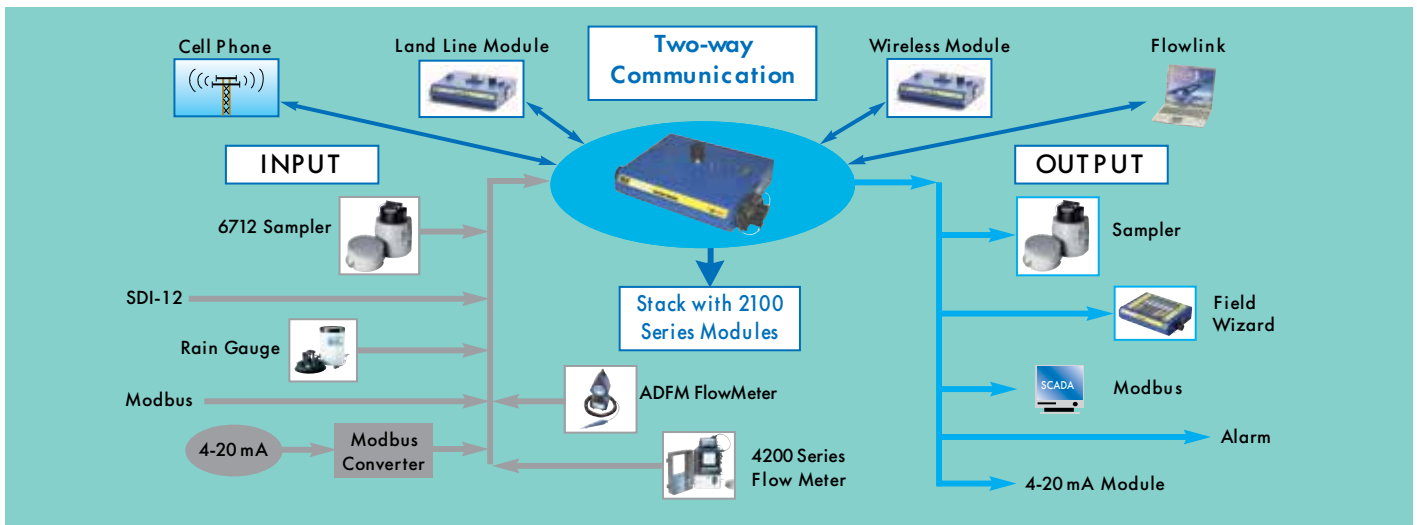 Cell Phone
Land Line Module
Two-way
Communication
Wireless Module
Flowlink
INPUT
OUTPUT
6712 Sampler
Sampler
SDI-12
Stack with 2100
Series Modules
Field
Wizard
Rain Gauge
ADFM FlowMeter
SCADA
Modbus
Modbus
4-20 mA
Modbus
Converter
4200 Series
Flow Meter
Alarm
4-20 mA Module